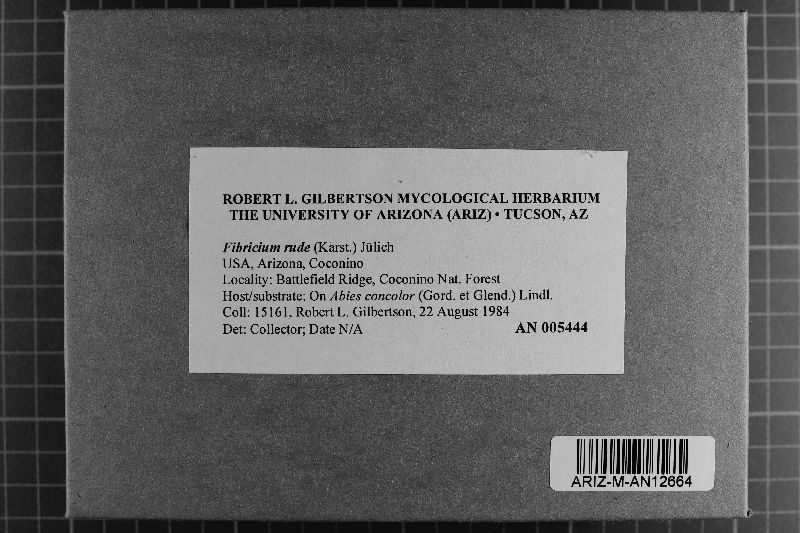 ROBERT L. GILBERTSON MYCOLOGICAL HERBARIUM
THE UNIVERSITY OF ARIZONA (ARIZ) • TUCSON, AZ
Fibricium rude (Karst.) Jülich
USA, Arizona, Coconino
Locality: Battlefield Ridge, Coconino Nat. Forest
Host/substrate: On Abies concolor (Gord. et Glend.) Lindl.
Coll: 15161, Robert L. Gilbertson, 22 August 1984
Det: Collector; Date N/A AN 005444
ARIZ-M-AN12664